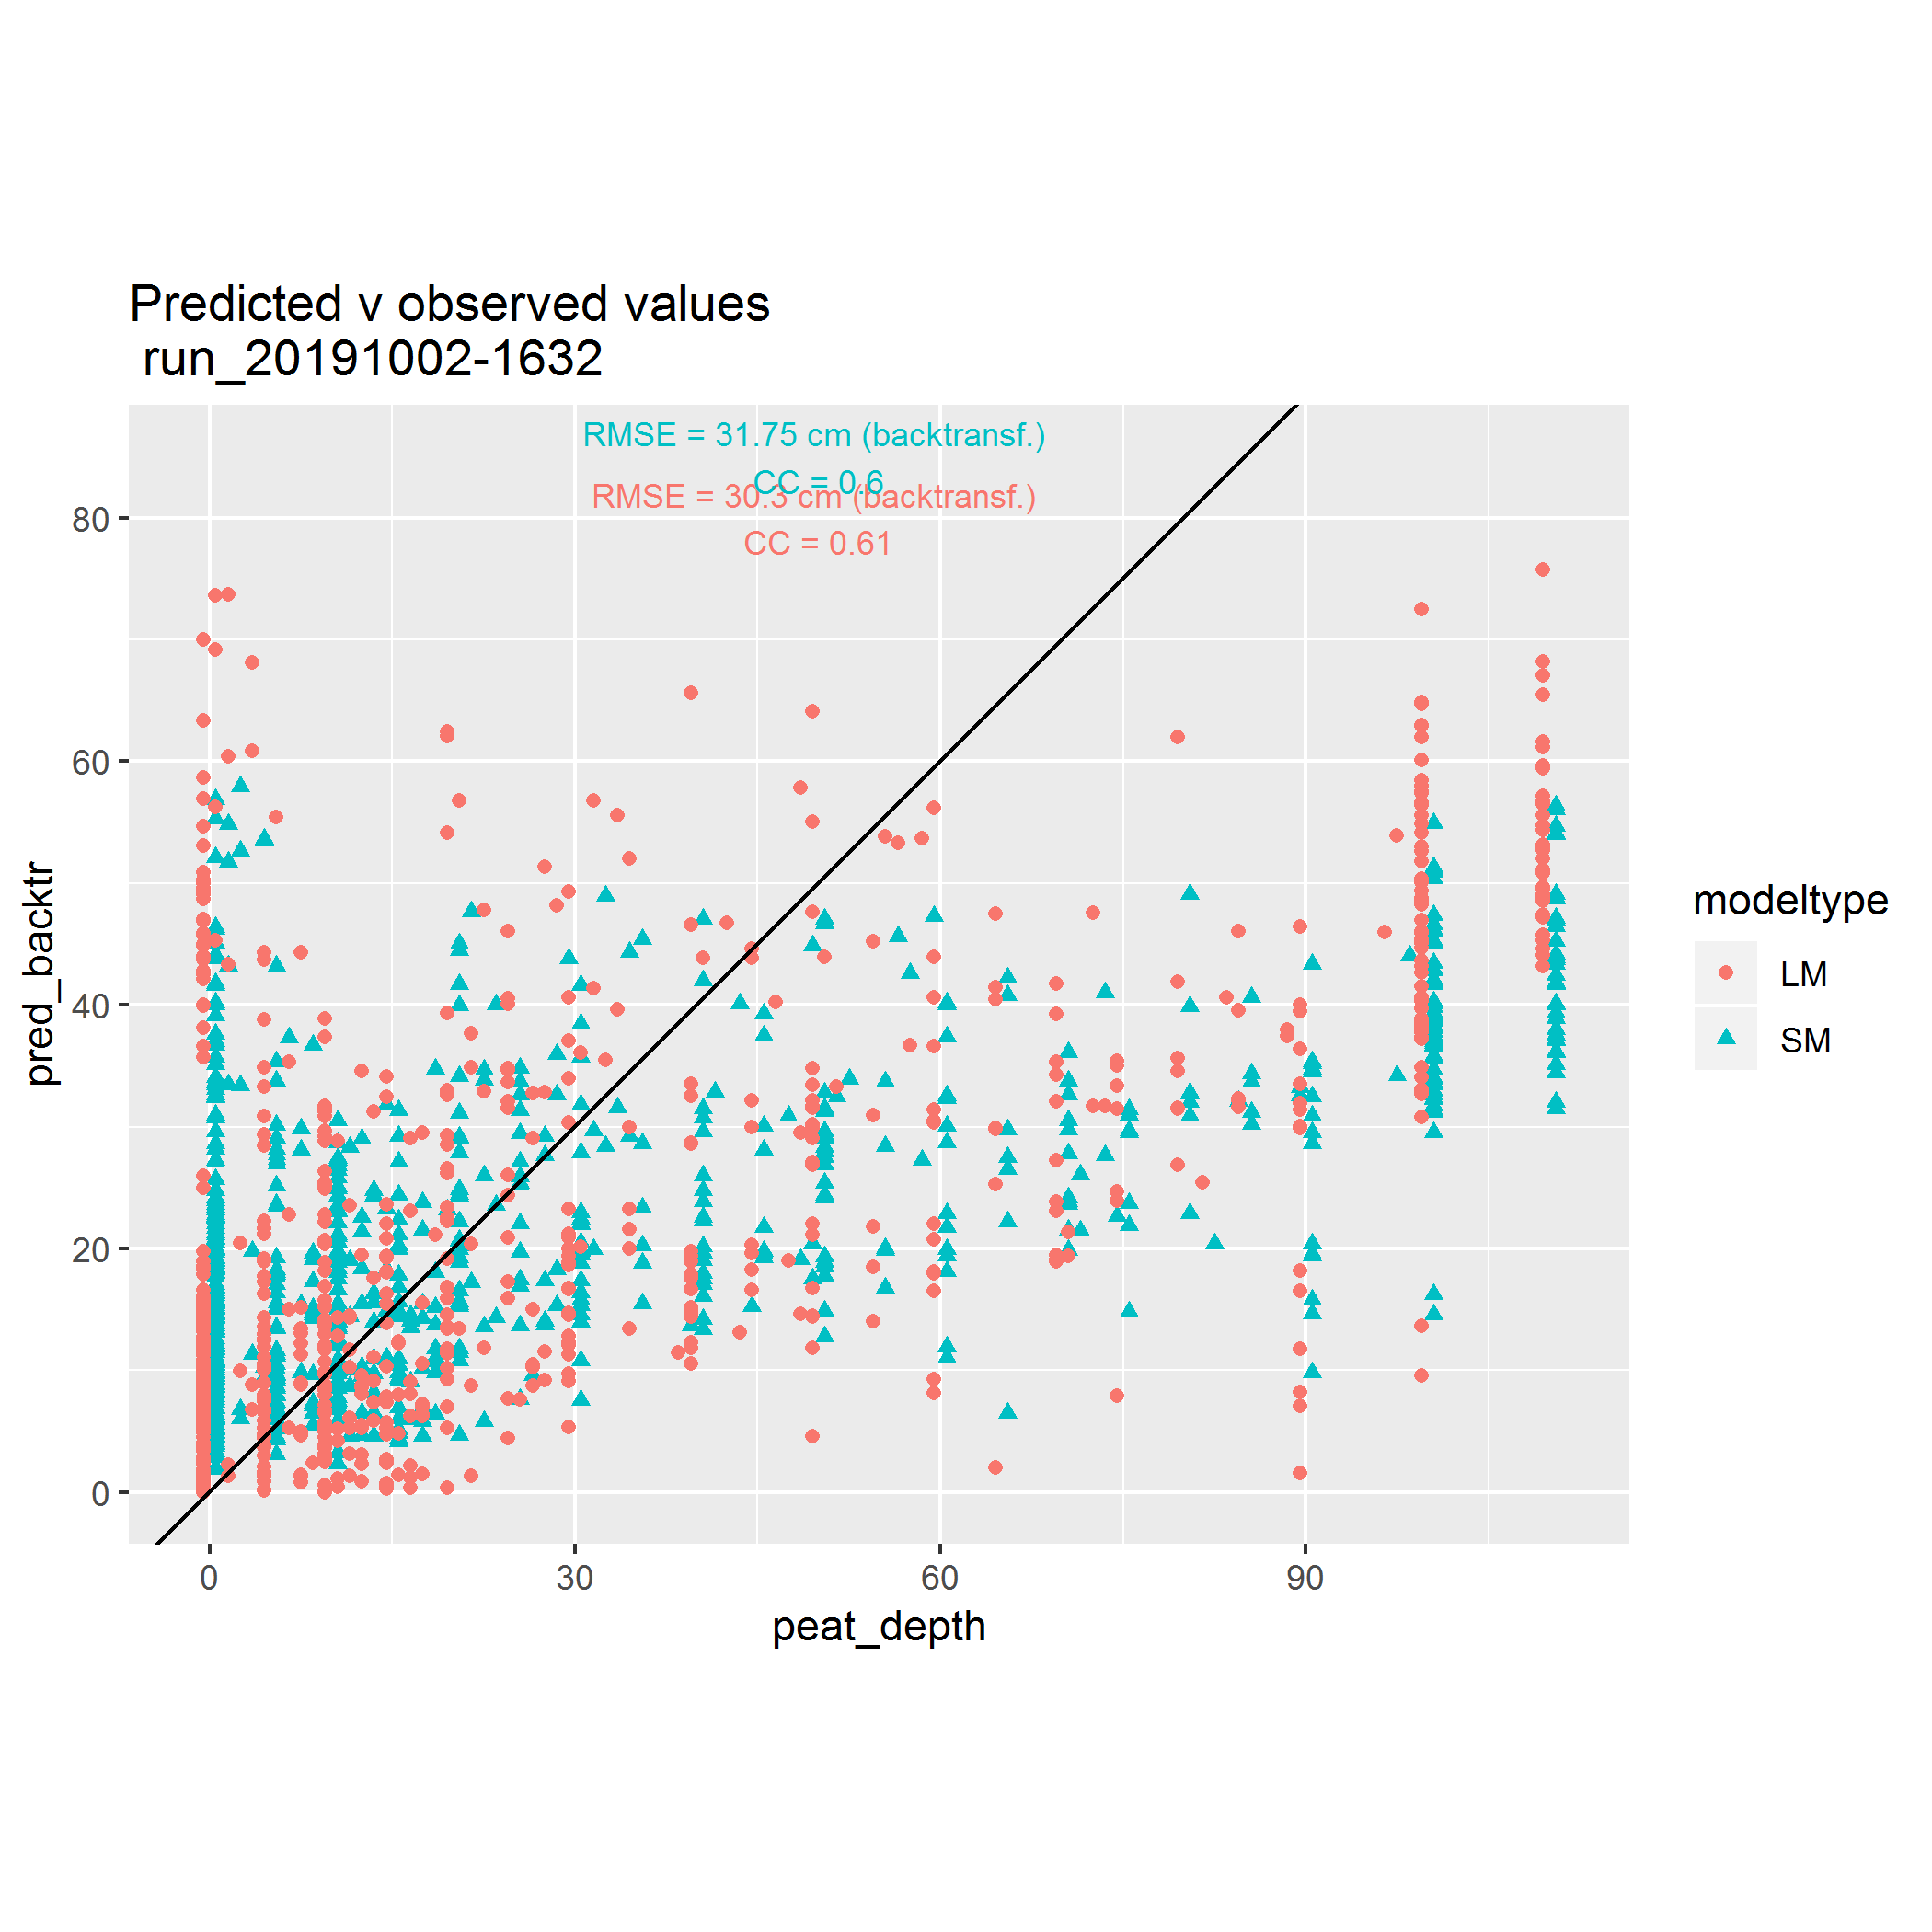 Predicted v observed values
run_20191002-1632
RMSE = 31.75 cm (backtransf.)
CC = 0.6
RMSE = 30.3 cm (backtransf.)
CC = 0.61
80
60
40
20
0
pred_backtr
0 30 60 90
peat_depth
modeltype
LM
SM